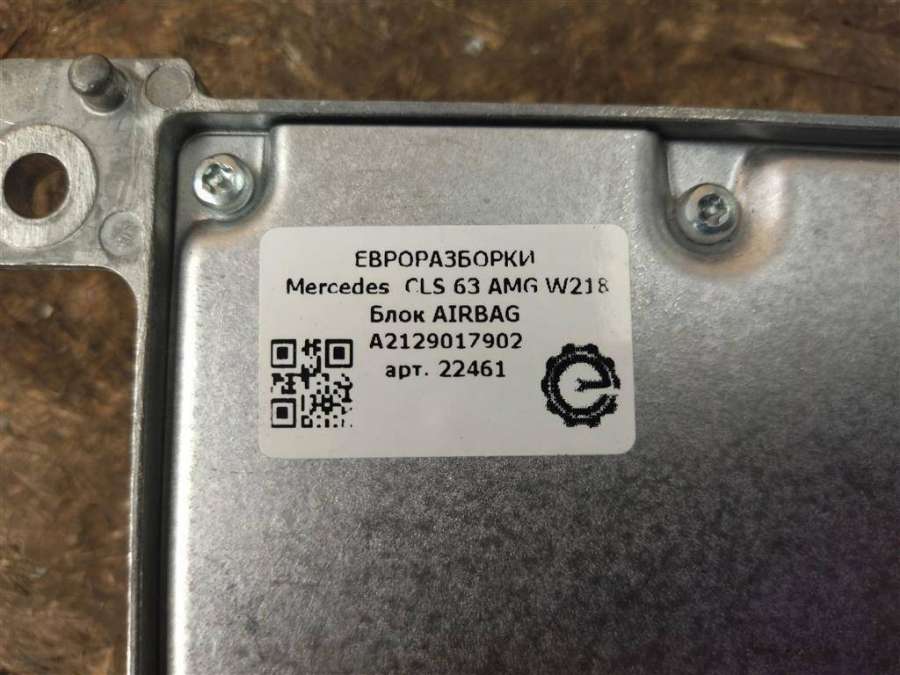 ЕВРОРАЗБОРКИ
Mercedes CLS 63 AMG W218
Блок AIRBAG
A2129017902
арт. 22461